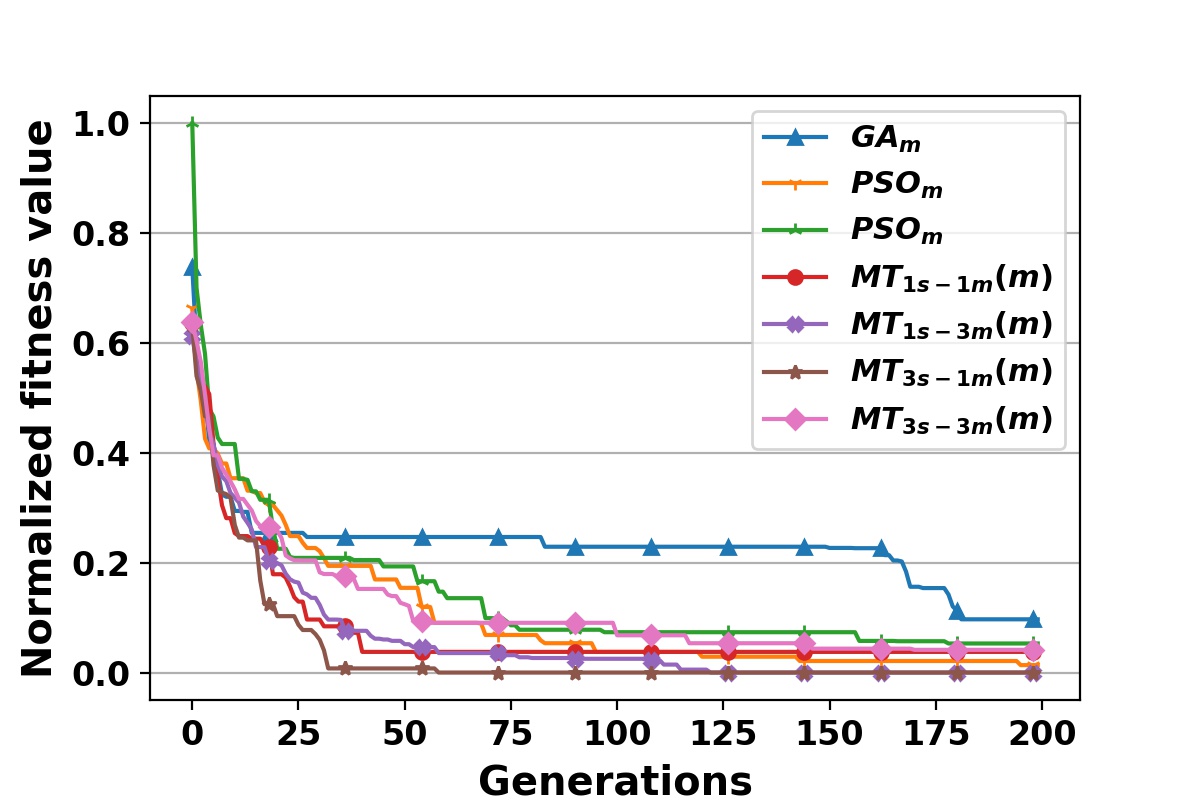 Normalized fitness value
1.0
0.8
0.6
0.4
0.2
0.0
GA_m
PSO_m
PSO_m
MT_{1s-1m}(m)
MT_{1s-3m}(m)
MT_{3s-1m}(m)
MT_{3s-3m}(m)
0 25 50 75 100 125 150 175 200
Generations